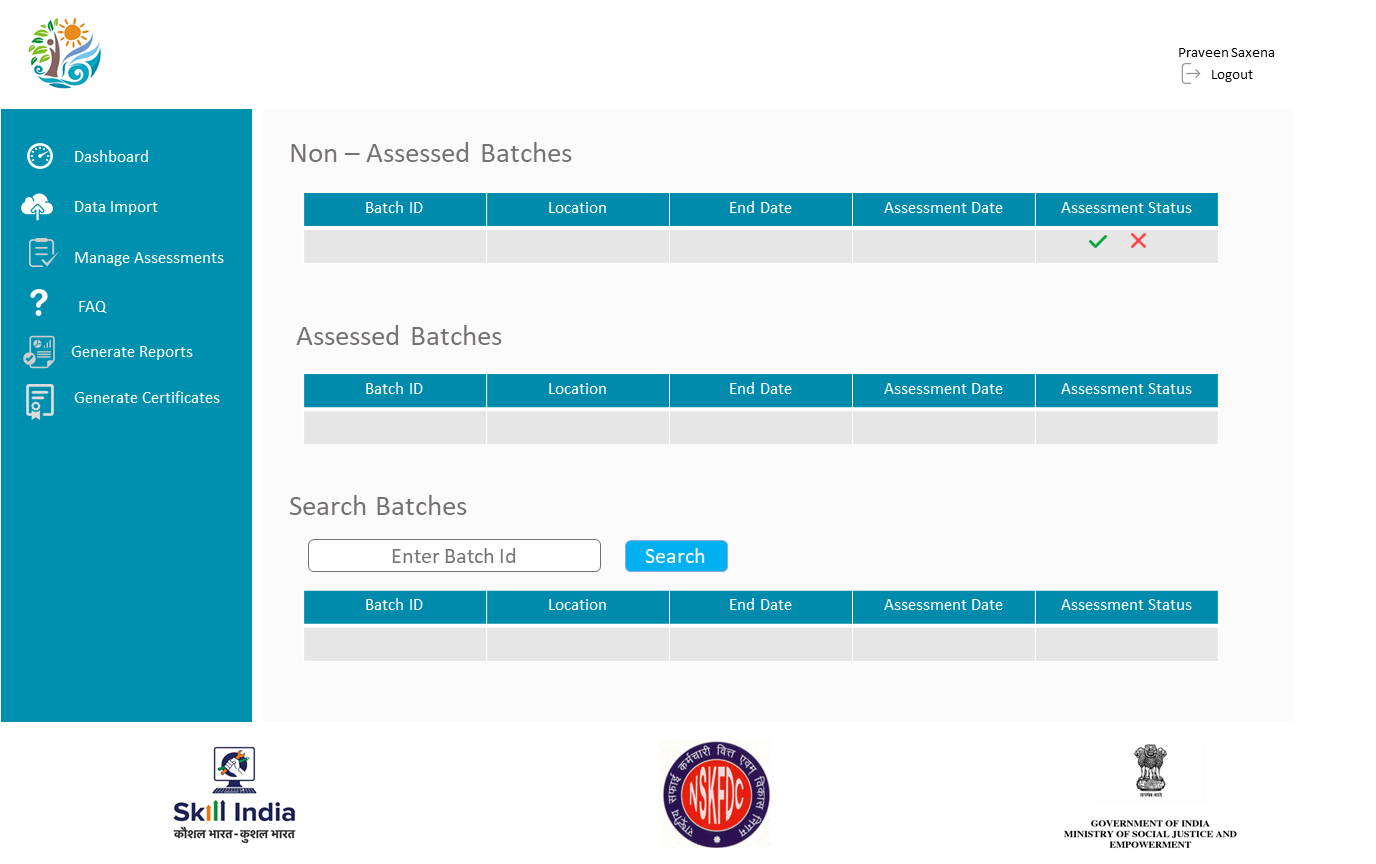 Praveen Saxena
Logout
Dashboard
Data Import
Manage Assessments
FAQ
Generate Reports
Generate Certificates
Non – Assessed Batches
Batch ID Location End Date Assessment Date Assessment Status
Assessed Batches
Batch ID Location End Date Assessment Date Assessment Status
Search Batches
Enter Batch Id Search
Batch ID Location End Date Assessment Date Assessment Status
Skill India
कौशल भारत - कुशल भारत
राष्ट्रीय सफाई कर्मचारी वित्त एवम विकास निगम
NSKFDC
सत्यमेव जयते
GOVERNMENT OF INDIA
MINISTRY OF SOCIAL JUSTICE AND
EMPOWERMENT